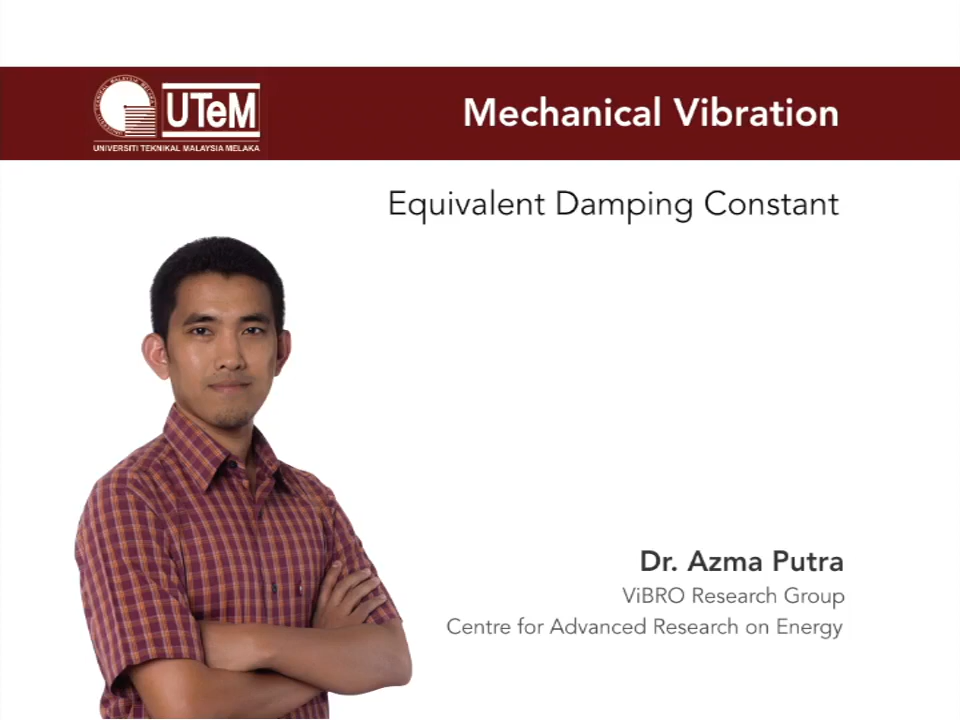 UTeM
UNIVERSITI TEKNIKAL MALAYSIA MELAKA
Mechanical Vibration
Equivalent Damping Constant
Dr. Azma Putra
ViBRO Research Group
Centre for Advanced Research on Energy